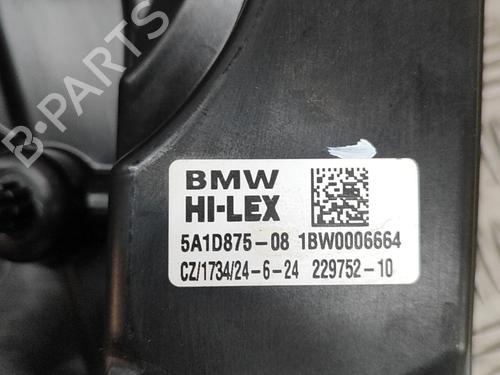 B-PARTS
BMW
HI-LEX
5A1D875-08 1BW0006664
CZ/1734/24-6-24 229752-10